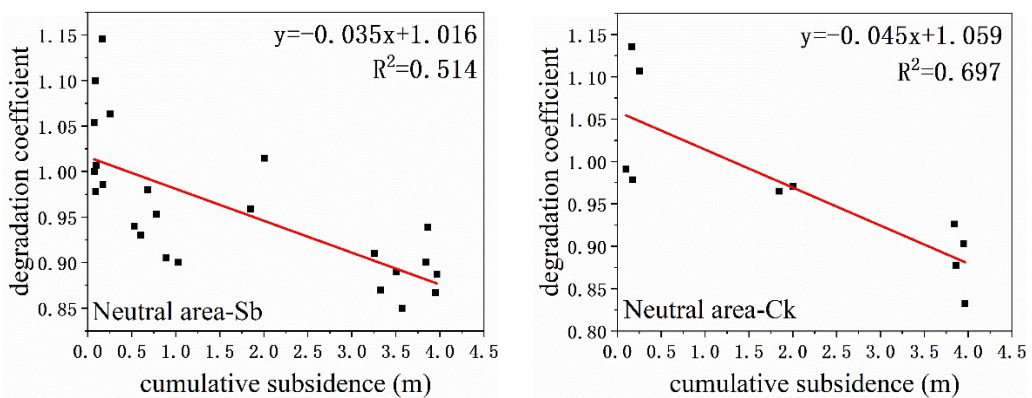 y=-0.035x+1.016
R²=0.514
degradation coefficient
1.15
1.10
1.05
1.00
0.95
0.90
0.85
Neutral area-Sb
0.0 0.5 1.0 1.5 2.0 2.5 3.0 3.5 4.0 4.5
cumulative subsidence (m)
y=-0.045x+1.059
R²=0.697
degradation coefficient
1.15
1.10
1.05
1.00
0.95
0.90
0.85
0.80
Neutral area-Ck
0.0 0.5 1.0 1.5 2.0 2.5 3.0 3.5 4.0 4.5
cumulative subsidence (m)